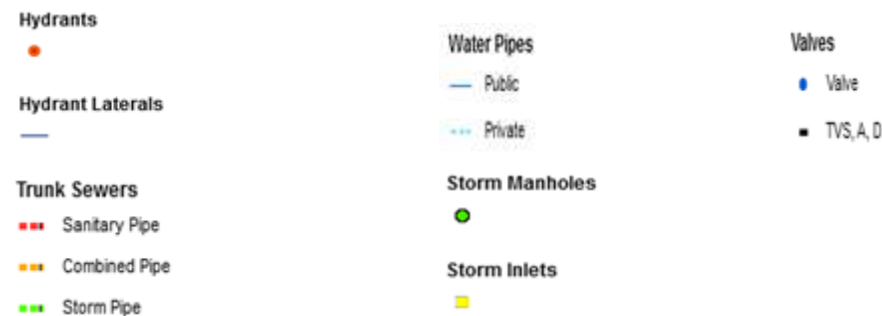 Hydrants
Hydrant Laterals
Trunk Sewers
Sanitary Pipe
Combined Pipe
Storm Pipe
Water Pipes
Public
Private
Storm Manholes
Storm Inlets
Valves
Valve
TVS, A, D